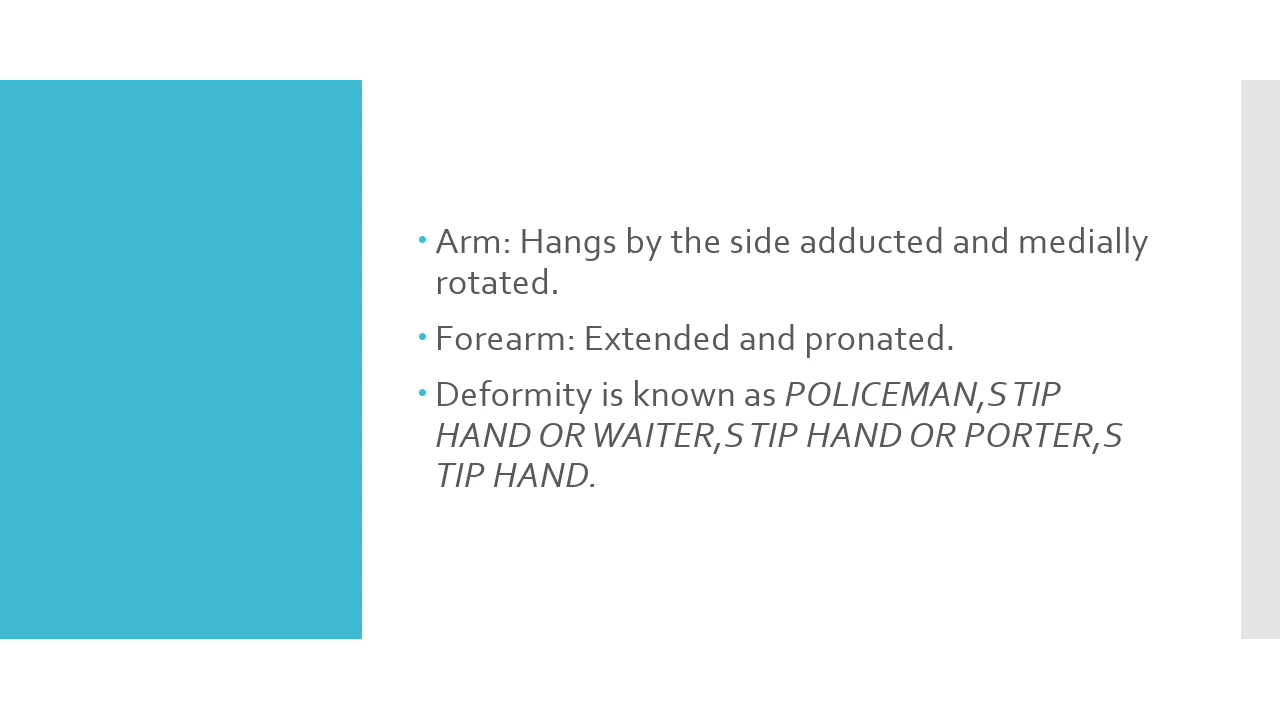 • Arm: Hangs by the side adducted and medially
rotated.
• Forearm: Extended and pronated.
• Deformity is known as POLICEMAN,S TIP
HAND OR WAITER,S TIP HAND OR PORTER,S
TIP HAND.